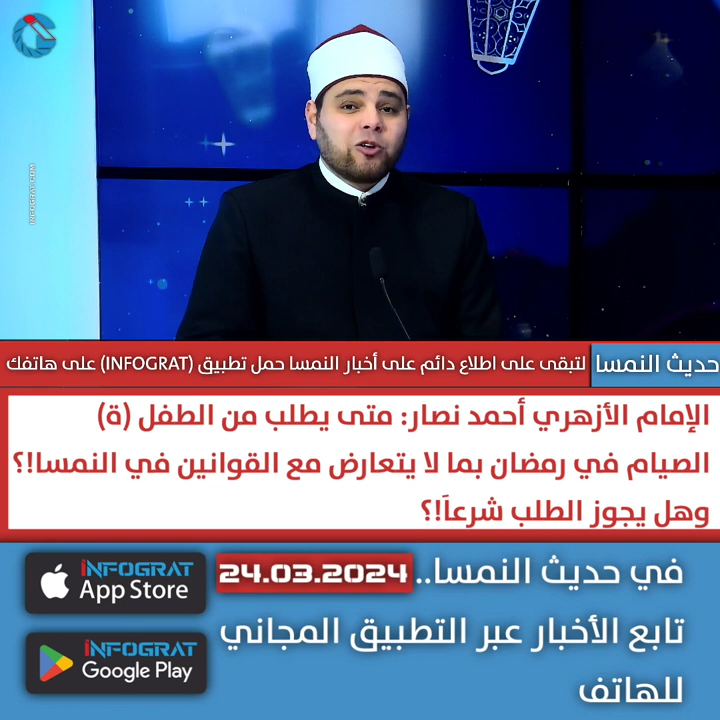 INFOGRAT.COM
حديث النمسا
لتبقى على اطلاع دائم على أخبار النمسا حمل تطبيق (INFOGRAT) على هاتفك
الإمام الأزهري أحمد نصار: متى يطلب من الطفل (ة)
الصيام في رمضان بما لا يتعارض مع القوانين في النمسا!؟
وهل يجوز الطلب شرعاً!؟
في حديث النمسا.. 24.03.2024
تابع الأخبار عبر التطبيق المجاني
للهاتف
INFOGRAT
App Store
INFOGRAT
Google Play